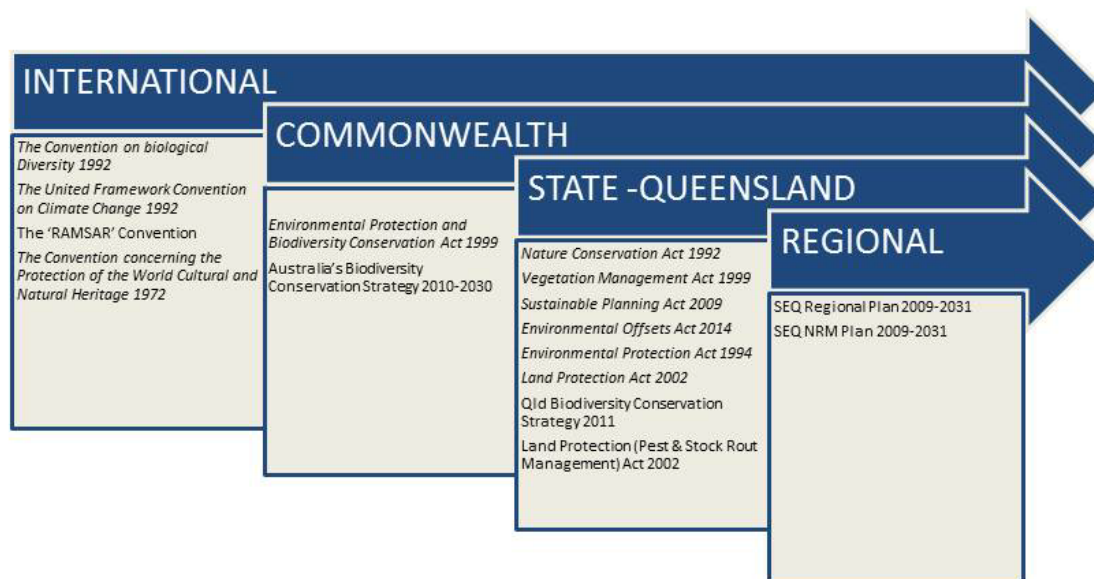 INTERNATIONAL
The Convention on biological
Diversity 1992
The United Framework Convention
on Climate Change 1992
The ‘RAMSAR’ Convention
The Convention concerning the
Protection of the World Cultural and
Natural Heritage 1972
COMMONWEALTH
Environmental Protection and
Biodiversity Conservation Act 1999
Australia’s Biodiversity
Conservation Strategy 2010-2030
STATE -QUEENSLAND
Nature Conservation Act 1992
Vegetation Management Act 1999
Sustainable Planning Act 2009
Environmental Offsets Act 2014
Environmental Protection Act 1994
Land Protection Act 2002
Qld Biodiversity Conservation
Strategy 2011
Land Protection (Pest & Stock Rout
Management) Act 2002
REGIONAL
SEQ Regional Plan 2009-2031
SEQ NRM Plan 2009-2031